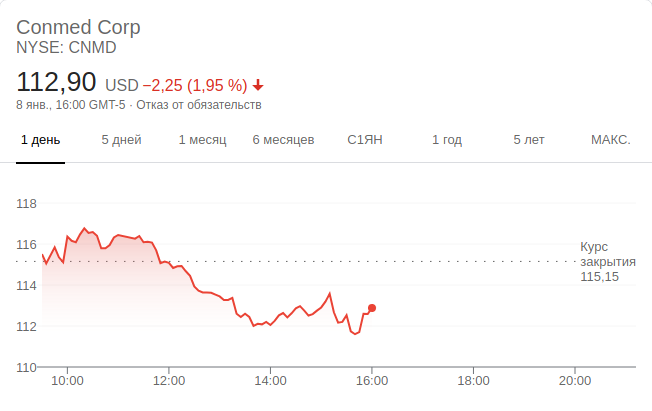 Conmed Corp
NYSE: CNMD
112,90 USD −2,25 (1,95 %)
8 янв., 16:00 GMT-5 · Отказ от обязательств
1 день 5 дней 1 месяц 6 месяцев С1ЯН 1 год 5 лет МАКС.
118
116
114
112
110
Курс
закрытия
115,15
10:00 12:00 14:00 16:00 18:00 20:00